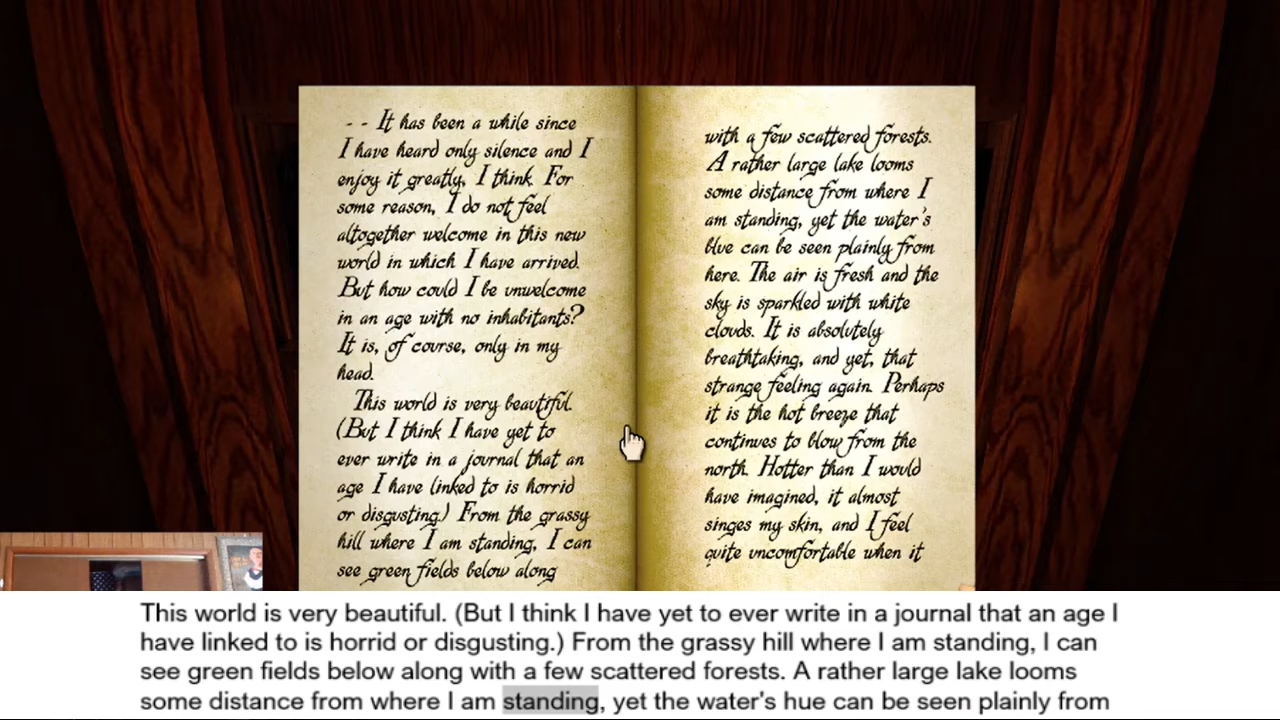 - - It has been a while since
I have heard only silence and I
enjoy it greatly, I think. For
some reason, I do not feel
altogether welcome in this new
world in which I have arrived.
But how could I be unwelcome
in an age with no inhabitants?
It is, of course, only in my
head.
This world is very beautiful.
(But I think I have yet to
ever write in a journal that an
age I have linked to is horrid
or disgusting.) From the grassy
hill where I am standing, I can
see green fields below along
with a few scattered forests.
A rather large lake looms
some distance from where I
am standing, yet the water's
blue can be seen plainly from
here. The air is fresh and the
sky is sparkled with white
clouds. It is absolutely
breathtaking, and yet, that
strange feeling again. Perhaps
it is the hot breeze that
continues to blow from the
north. Hotter than I would
have imagined, it almost
singes my skin, and I feel
quite uncomfortable when it
This world is very beautiful. (But I think I have yet to ever write in a journal that an age I
have linked to is horrid or disgusting.) From the grassy hill where I am standing, I can
see green fields below along with a few scattered forests. A rather large lake looms
some distance from where I am standing, yet the water's hue can be seen plainly from